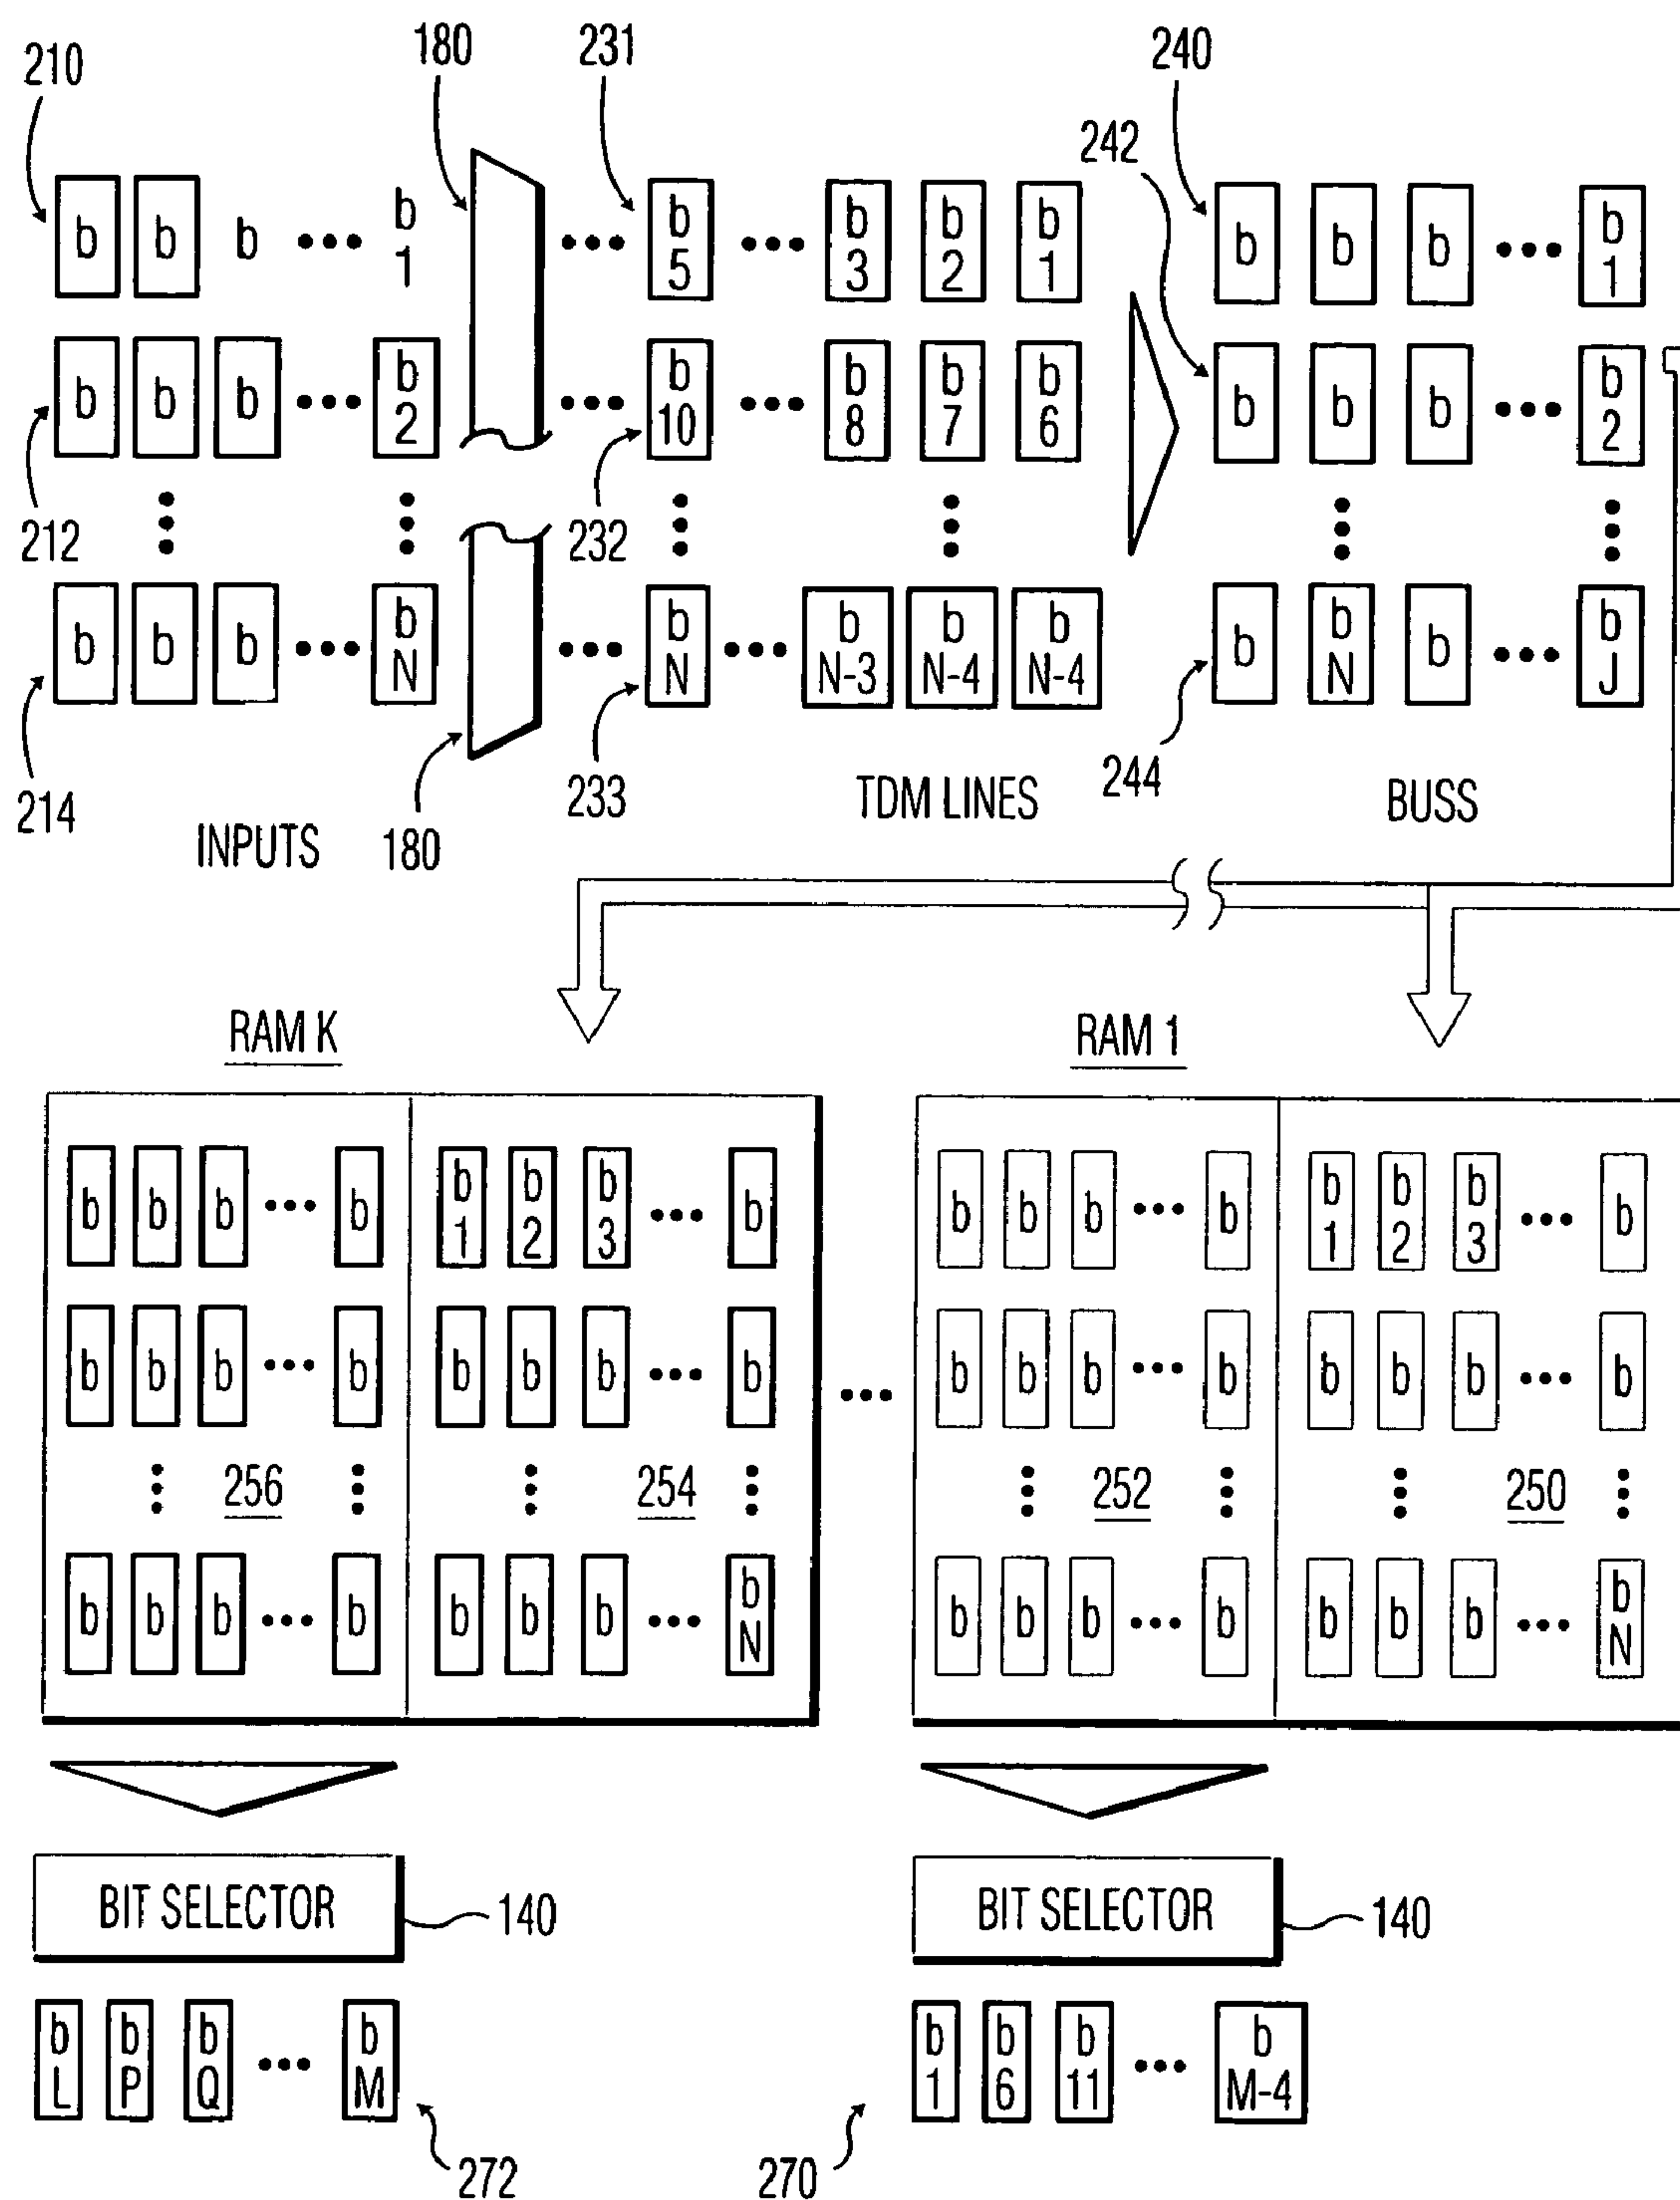 210 180 231 240
242
b b b ••• b 1 ••• b 5 ••• b 3 b 2 b 1 b b b ••• b 1
b b b ••• b 2 ••• b 10 ••• b 8 b 7 b 6 b b b ••• b 2
212 232
b b b ••• b N ••• b N ••• b N-3 b N-4 b N-4 b b N b ••• b J
214 INPUTS 180 233 TDM LINES 244 BUSS
RAM K RAM 1
b b b ••• b b 1 b 2 b 3 ••• b b b b ••• b b 1 b 2 b 3 ••• b
b b b ••• b b b b ••• b ••• b b b ••• b b b b ••• b
256 254 252 250
b b b ••• b b b b ••• b N b b b ••• b b b b ••• b N
BIT SELECTOR 140 BIT SELECTOR 140
b L b P b Q ••• b M b 1 b 6 b 11 ••• b M-4
272 270